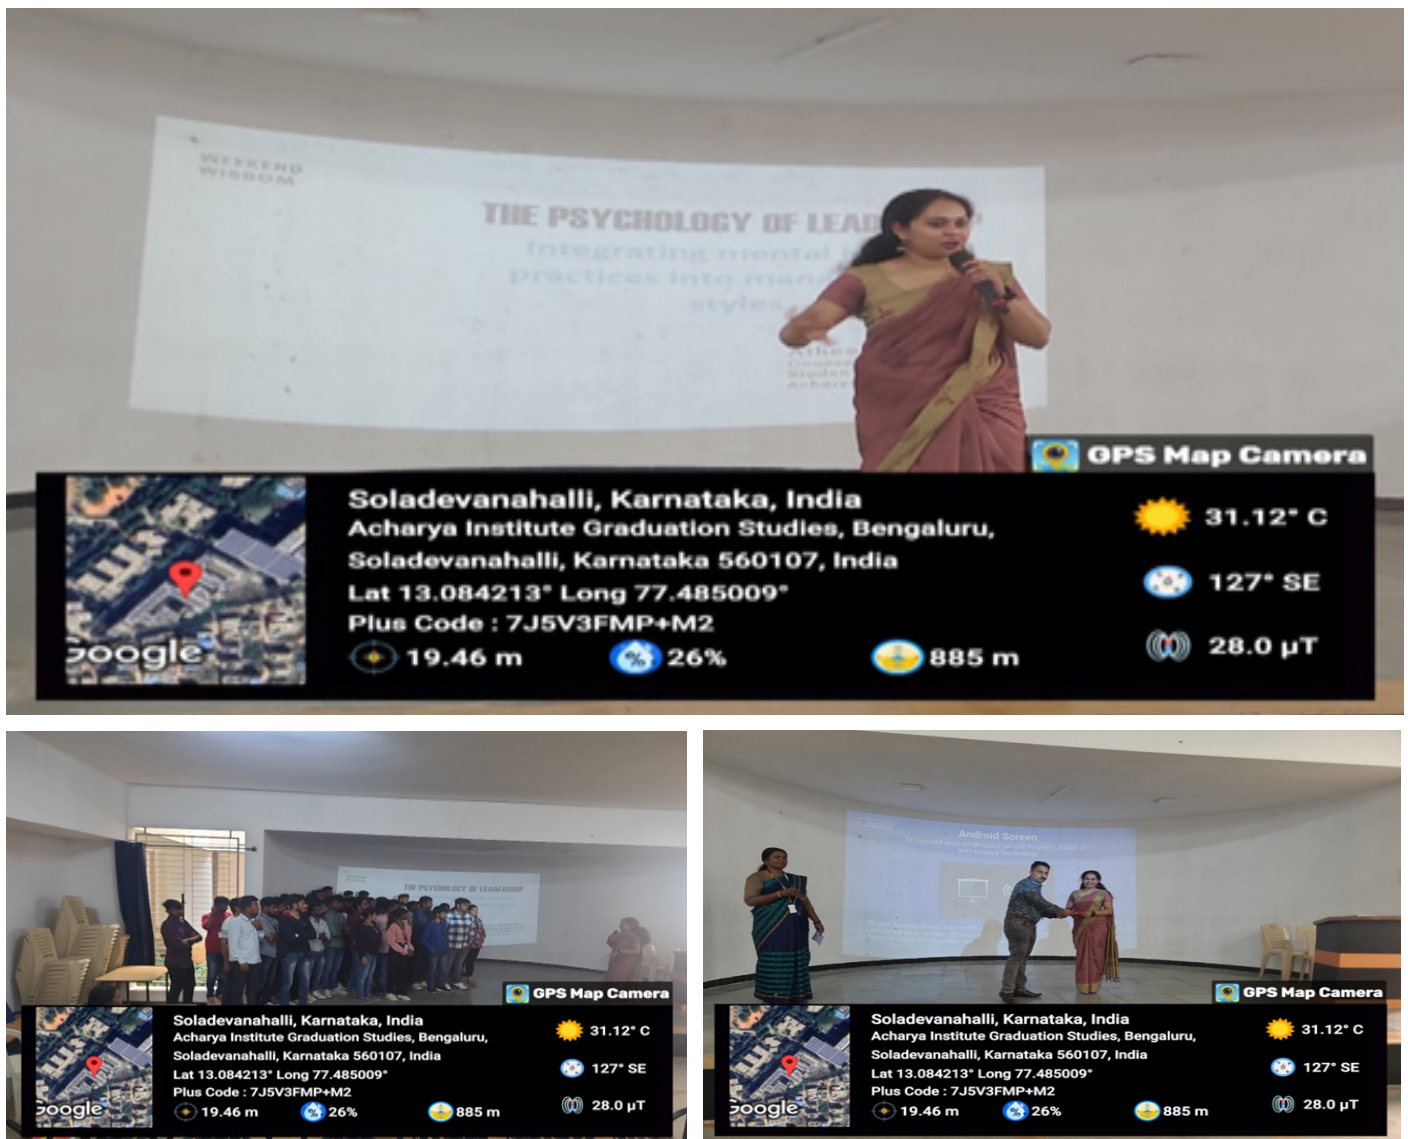 WEEKEND
WISDOM
THE PSYCHOLOGY OF
Integrating mental
practices into
styles
GPS Map Camera
Soladevanahalli, Karnataka, India
Acharya Institute Graduation Studies, Bengaluru,
Soladevanahalli, Karnataka 560107, India
Lat 13.084213° Long 77.485009°
Plus Code : 7J5V3FMP+M2
19.46 m 26% 885 m
31.12° C
127° SE
28.0 µT
Google
THE PSYCHOLOGY OF LEADERSHIP
GPS Map Camera
Soladevanahalli, Karnataka, India
Acharya Institute Graduation Studies, Bengaluru,
Soladevanahalli, Karnataka 560107, India
Lat 13.084213° Long 77.485009°
Plus Code : 7J5V3FMP+M2
19.46 m 26% 885 m
31.12° C
127° SE
28.0 µT
Google
Android Screen
GPS Map Camera
Soladevanahalli, Karnataka, India
Acharya Institute Graduation Studies, Bengaluru,
Soladevanahalli, Karnataka 560107, India
Lat 13.084213° Long 77.485009°
Plus Code : 7J5V3FMP+M2
19.46 m 26% 885 m
31.12° C
127° SE
28.0 µT
Google